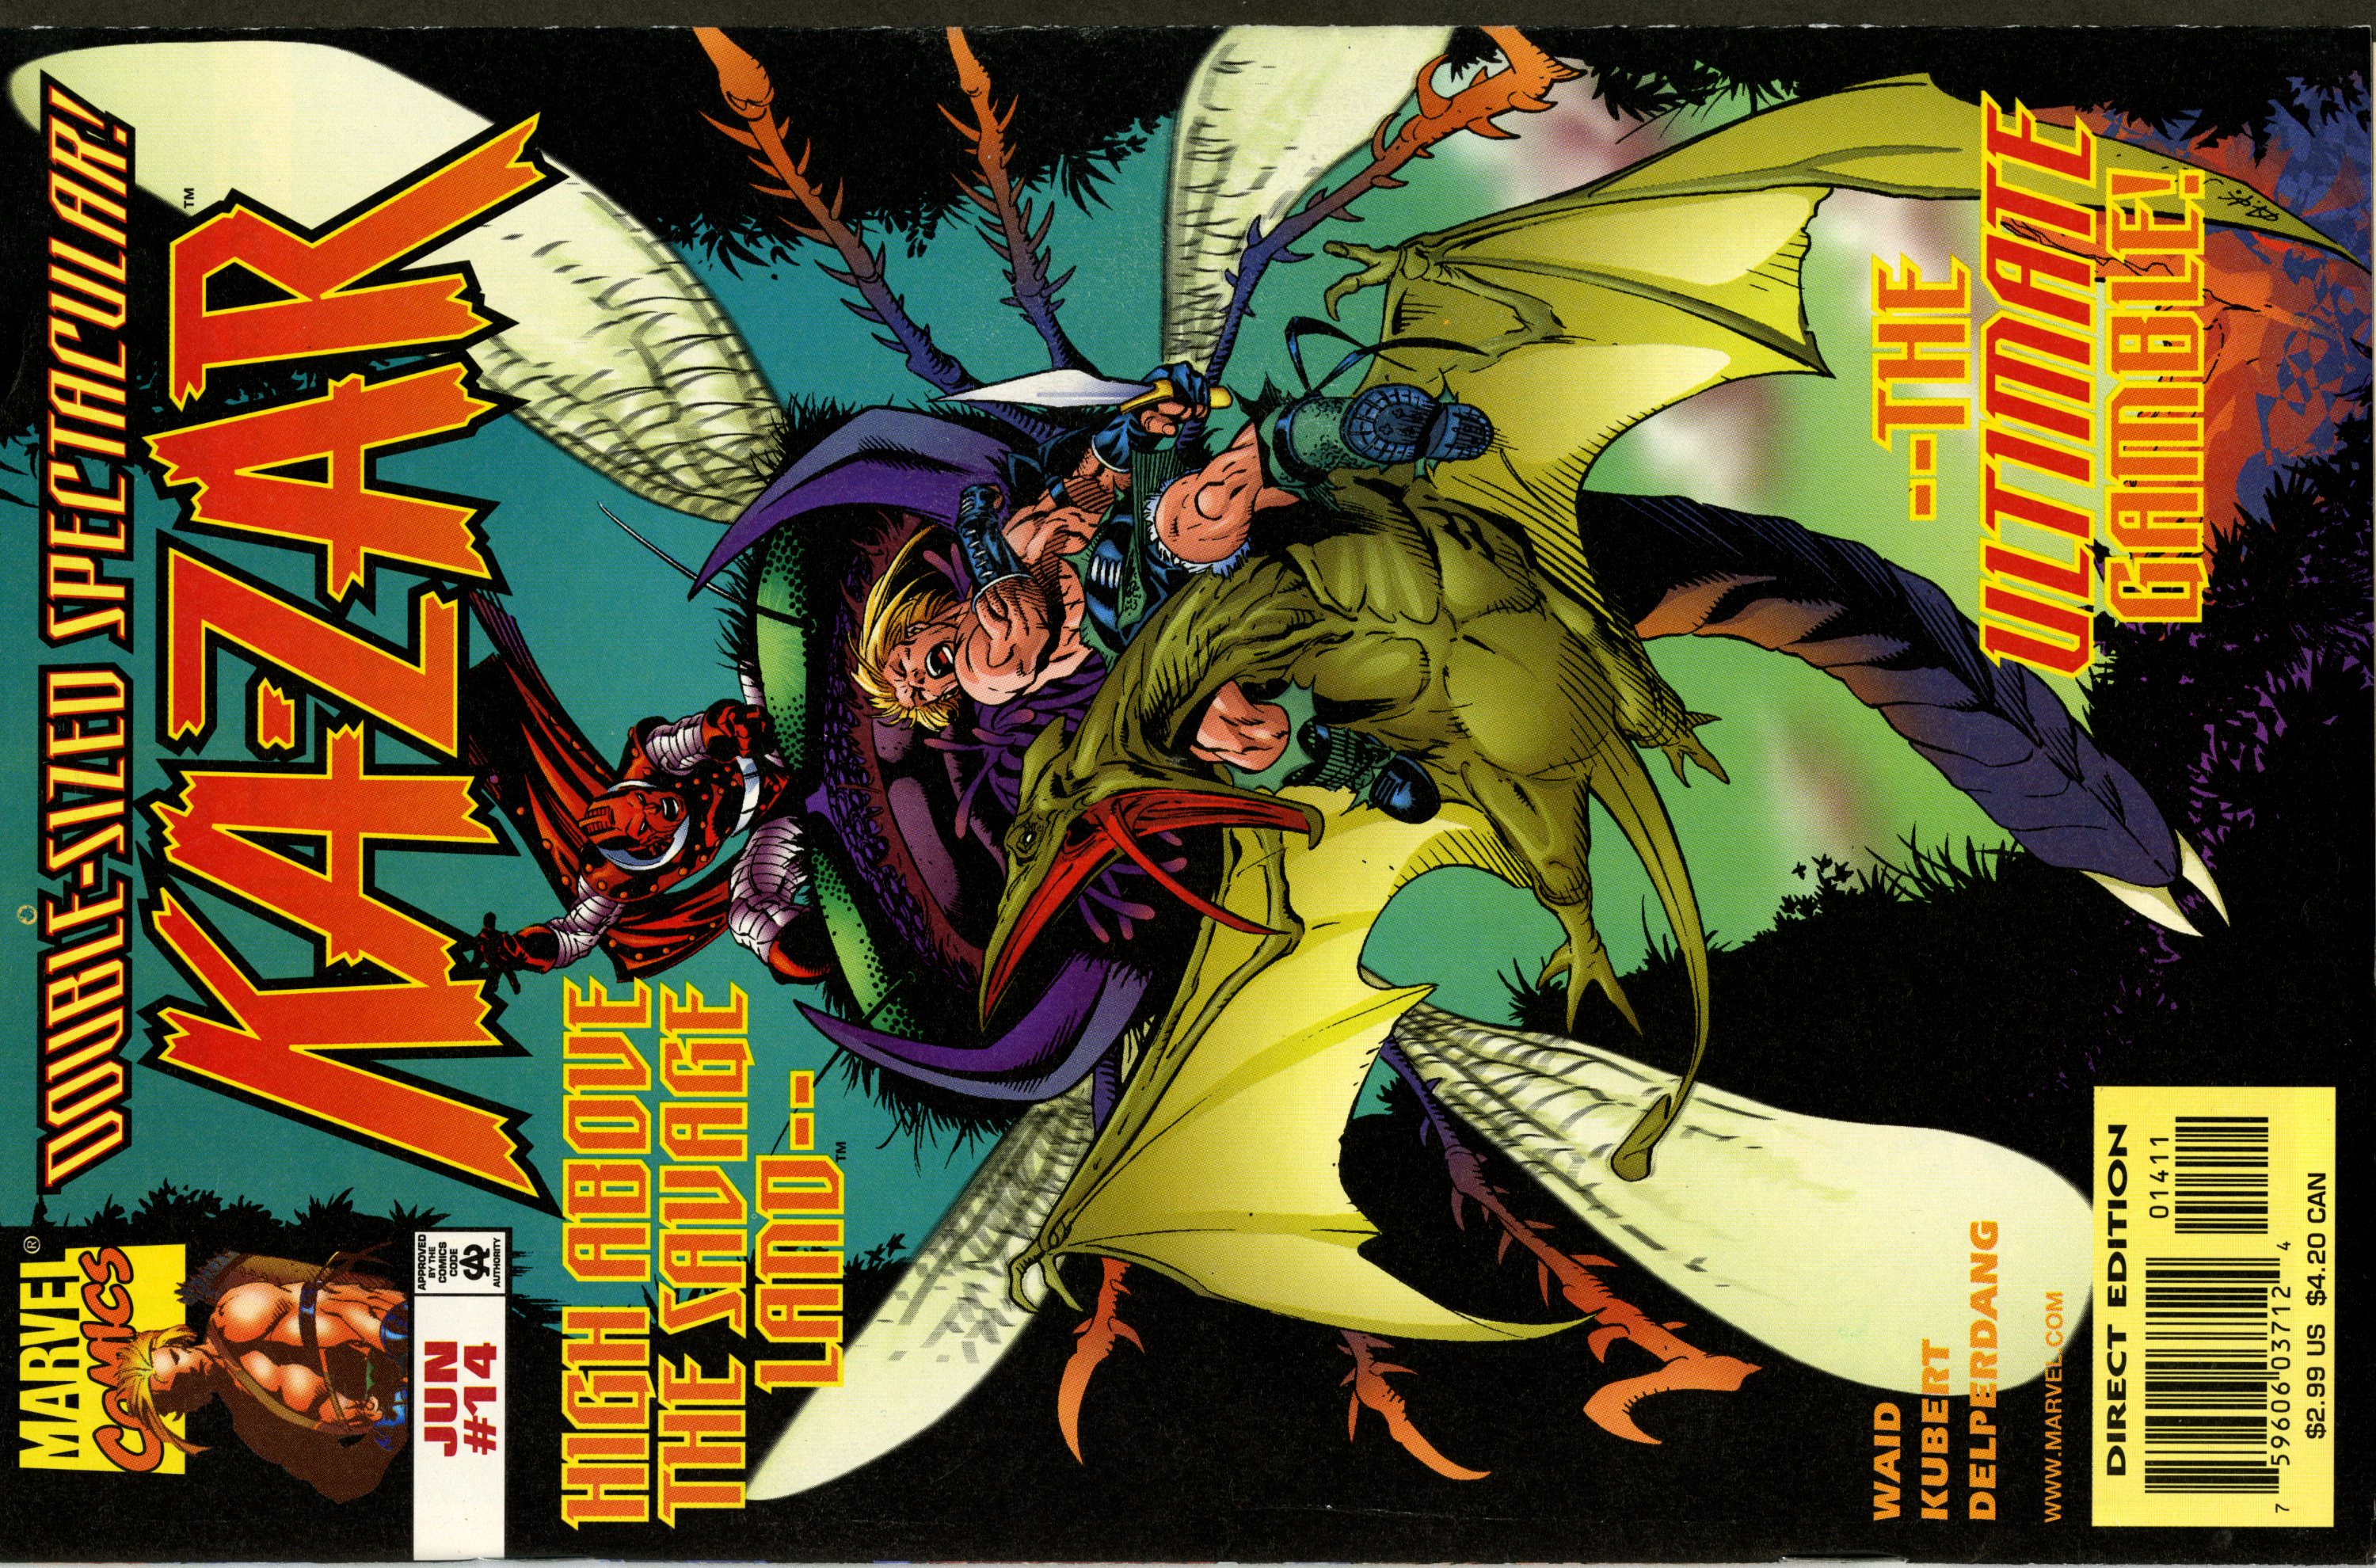 MARVEL®
COMICS
DOUBLE-SIZED SPECTACULAR!
KA-ZAR™
JUN
#14
APPROVED
BY THE
COMICS
CODE
CA
AUTHORITY
HIGH ABOVE
THE SAVAGE
LAND--™
WAID
KUBERT
DELPERDANG
WWW.MARVEL.COM
--THE
ULTIMATE
GAMBLE!
A.K.
DIRECT EDITION
01411
7 59606 03712 4
$2.99 US $4.20 CAN